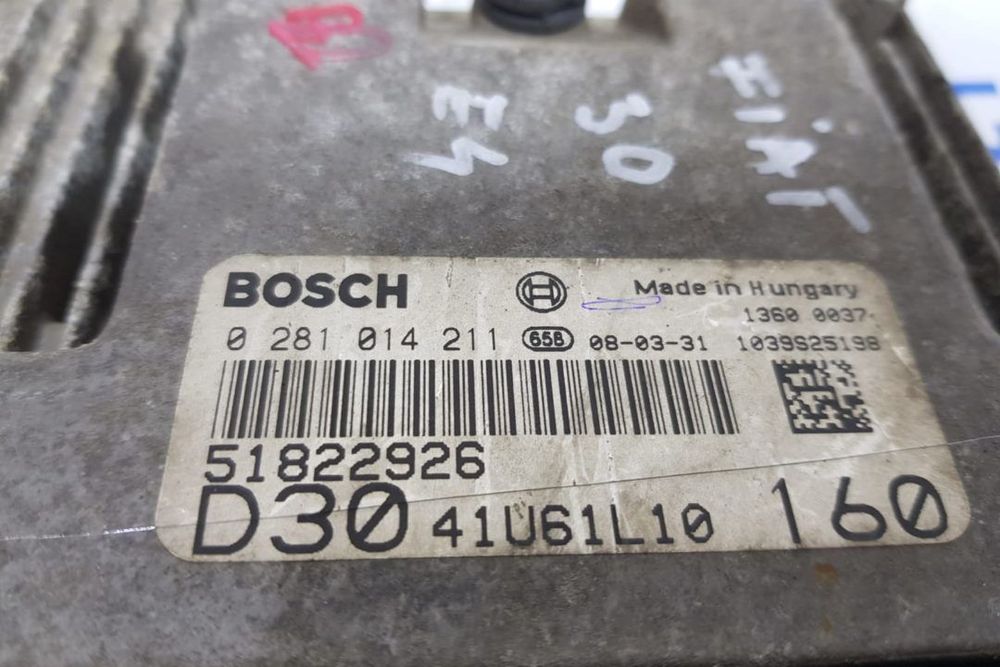 FIAT
30
E4
BOSCH
Made in Hungary
1360 0037
0 281 014 211 658 08-03-31 1039S25198
51822926
D30 41U61L10 160